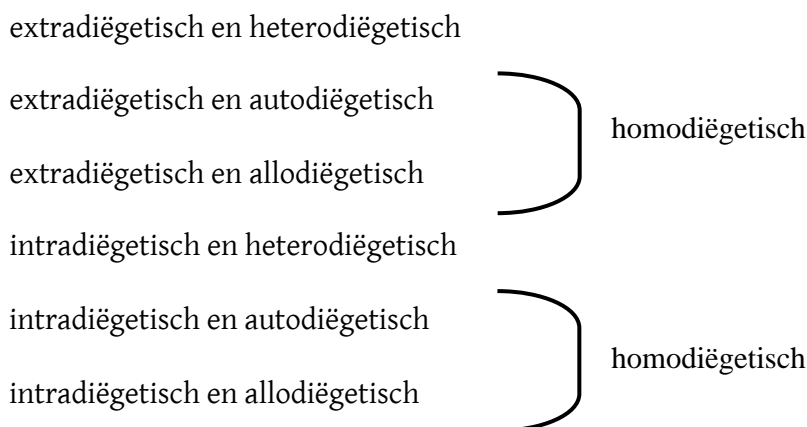 extradiëgetisch en heterodiëgetisch
extradiëgetisch en autodiëgetisch
homodiëgetisch
extradiëgetisch en allodiëgetisch
intradiëgetisch en heterodiëgetisch
intradiëgetisch en autodiëgetisch
homodiëgetisch
intradiëgetisch en allodiëgetisch